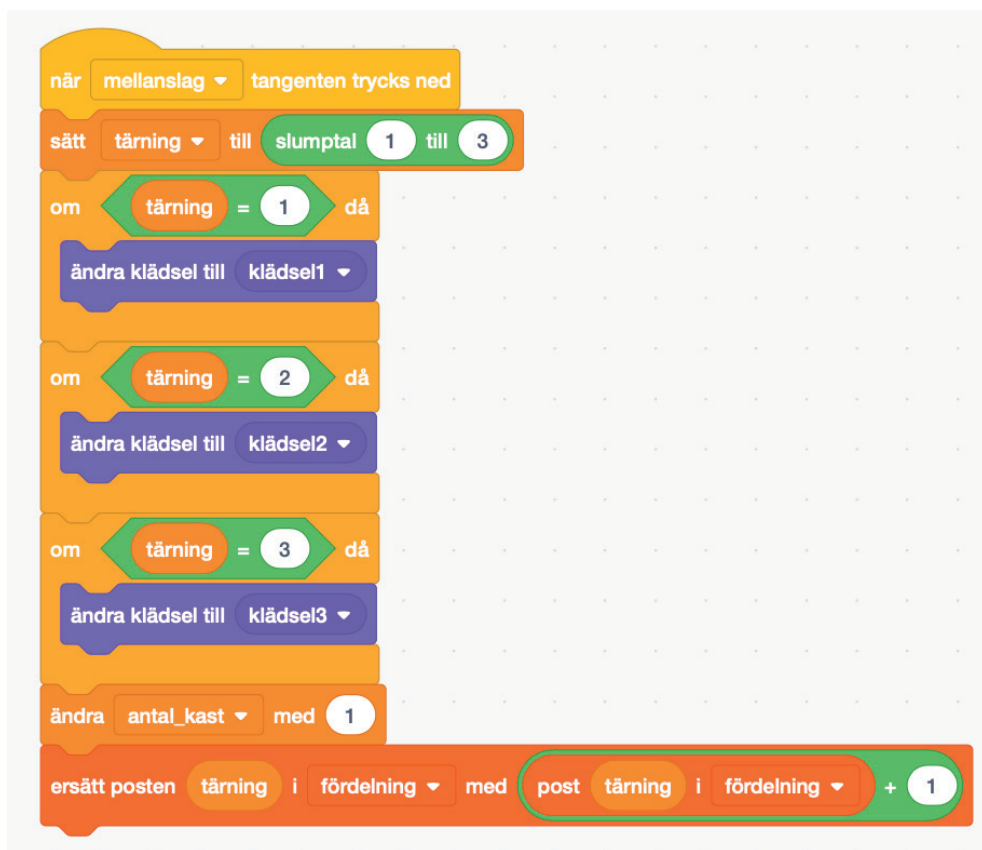 när mellanslag tangenten trycks ned
sätt tärning till slumptal 1 till 3
om tärning = 1 då
ändra klädsel till klädsel1
om tärning = 2 då
ändra klädsel till klädsel2
om tärning = 3 då
ändra klädsel till klädsel3
ändra antal_kast med 1
ersätt posten tärning i fördelning med post tärning i fördelning + 1